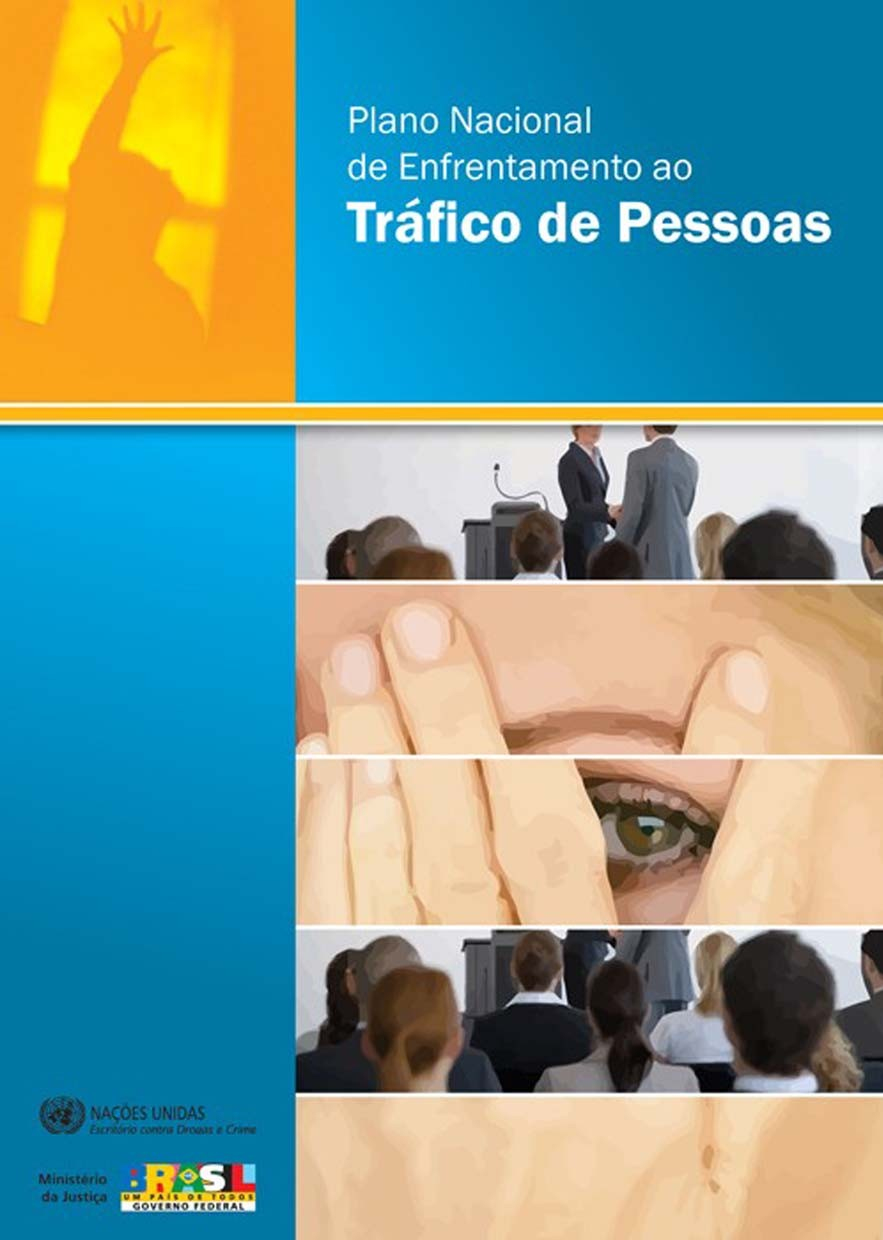 Plano Nacional
de Enfrentamento ao
Tráfico de Pessoas
NAÇÕES UNIDAS
Escritório contra Drogas e Crime
Ministério
da Justiça
BRASIL
UM PAÍS DE TODOS
GOVERNO FEDERAL